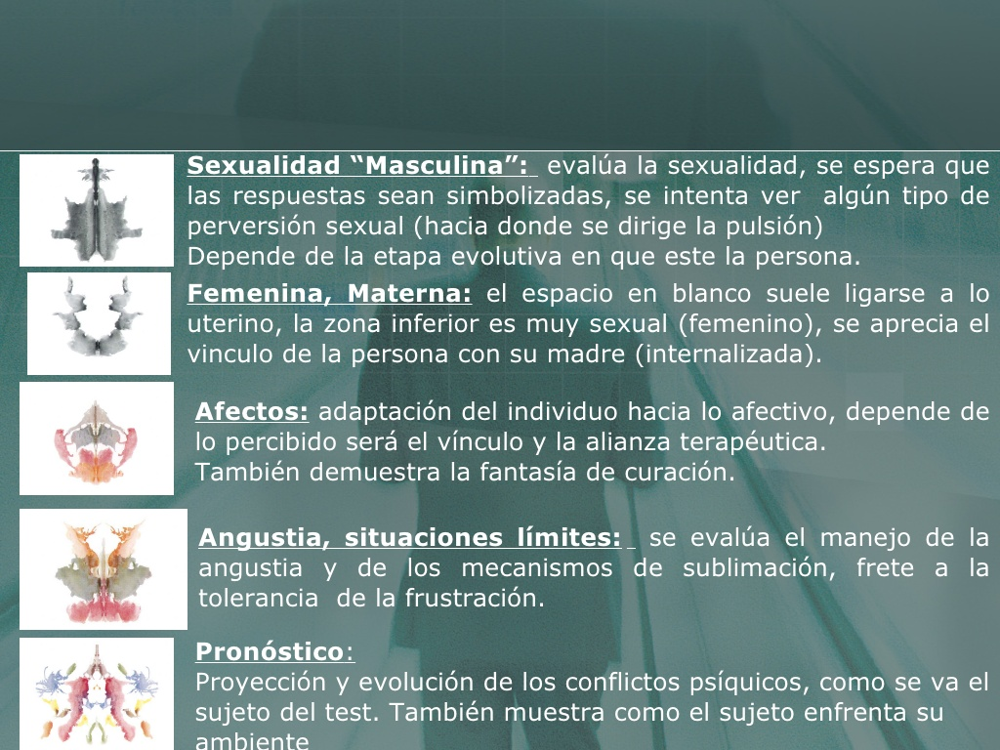 Sexualidad “Masculina”: evalúa la sexualidad, se espera que
las respuestas sean simbolizadas, se intenta ver algún tipo de
perversión sexual (hacia donde se dirige la pulsión)
Depende de la etapa evolutiva en que este la persona.
Femenina, Materna: el espacio en blanco suele ligarse a lo
uterino, la zona inferior es muy sexual (femenino), se aprecia el
vinculo de la persona con su madre (internalizada).
Afectos: adaptación del individuo hacia lo afectivo, depende de
lo percibido será el vínculo y la alianza terapéutica.
También demuestra la fantasía de curación.
Angustia, situaciones límites: se evalúa el manejo de la
angustia y de los mecanismos de sublimación, frete a la
tolerancia de la frustración.
Pronóstico:
Proyección y evolución de los conflictos psíquicos, como se va el
sujeto del test. También muestra como el sujeto enfrenta su
ambiente